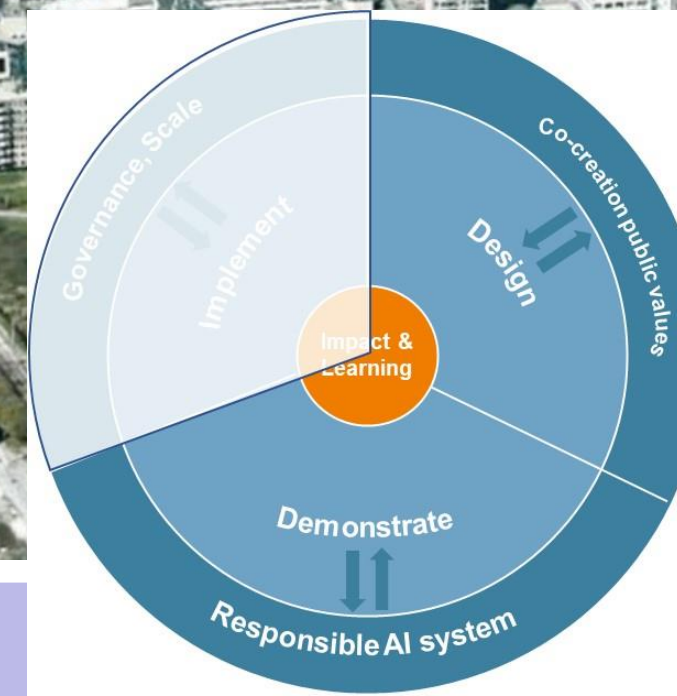 Governance, Scale
Implement
Co-creation public values
Design
Impact &
Learning
Demonstrate
Responsible AI system